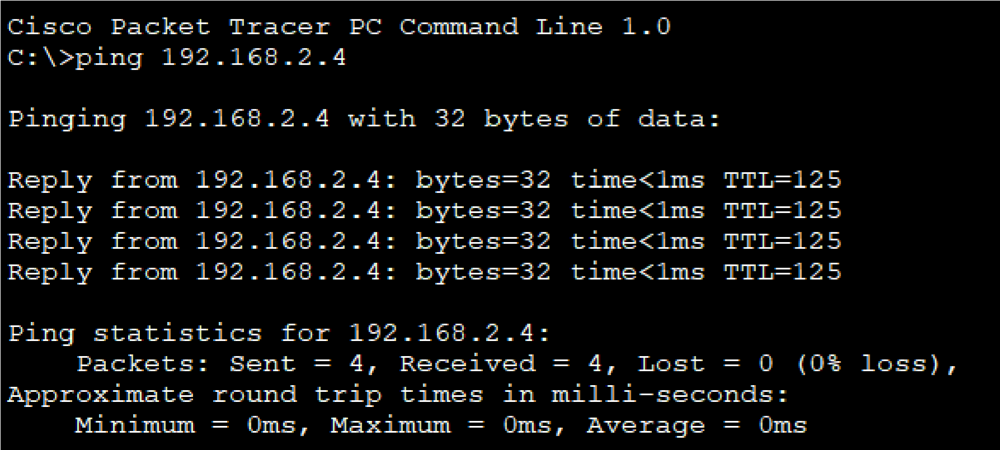 Cisco Packet Tracer PC Command Line 1.0
C:\>ping 192.168.2.4
Pinging 192.168.2.4 with 32 bytes of data:
Reply from 192.168.2.4: bytes=32 time<1ms TTL=125
Reply from 192.168.2.4: bytes=32 time<1ms TTL=125
Reply from 192.168.2.4: bytes=32 time<1ms TTL=125
Reply from 192.168.2.4: bytes=32 time<1ms TTL=125
Ping statistics for 192.168.2.4:
    Packets: Sent = 4, Received = 4, Lost = 0 (0% loss),
Approximate round trip times in milli-seconds:
    Minimum = 0ms, Maximum = 0ms, Average = 0ms